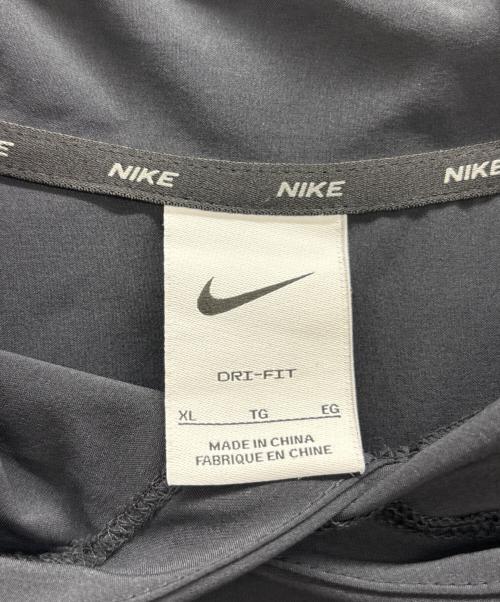 NIKE NIKE NIKE
DRI-FIT
XL TG EG
MADE IN CHINA
FABRIQUE EN CHINE